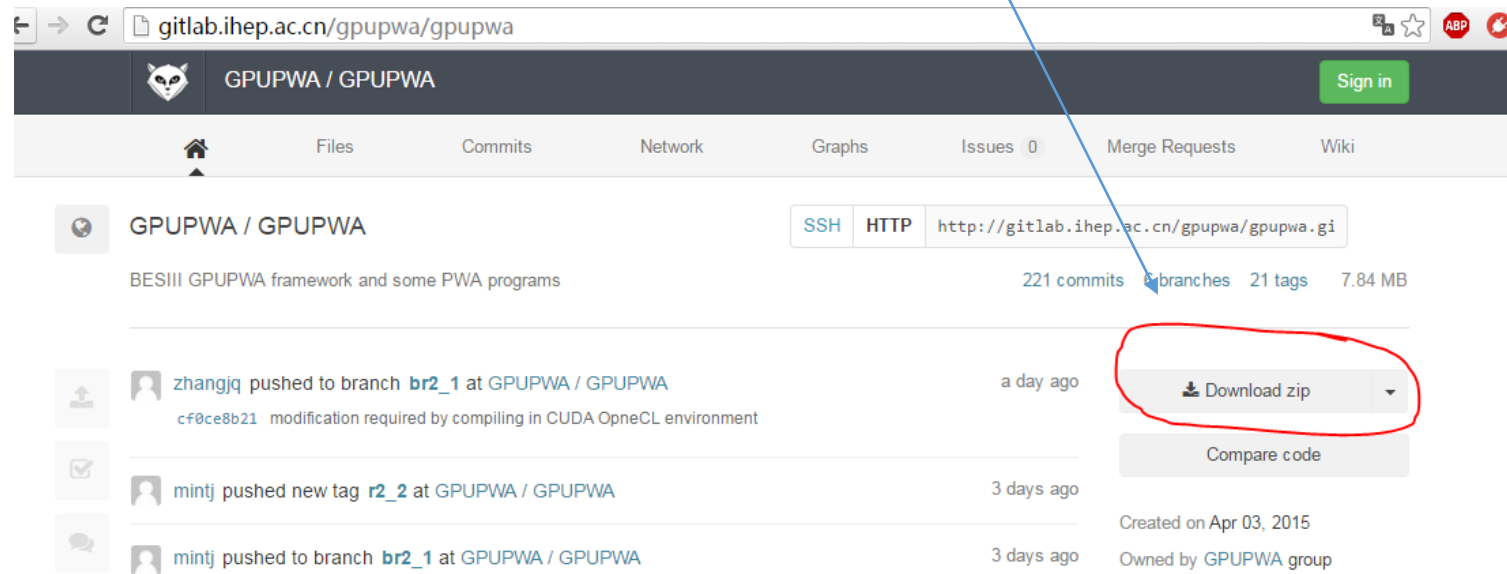 gitlab.ihep.ac.cn/gpupwa/gpupwa
ABP
GPUPWA / GPUPWA
Sign in
Files Commits Network Graphs Issues 0 Merge Requests Wiki
GPUPWA / GPUPWA
SSH HTTP http://gitlab.ihep.ac.cn/gpupwa/gpupwa.gi
BESIII GPUPWA framework and some PWA programs
221 commits 6 branches 21 tags 7.84 MB
zhangjq pushed to branch br2_1 at GPUPWA / GPUPWA a day ago
cf0ce8b21 modification required by compiling in CUDA OpneCL environment
Download zip
Compare code
mintj pushed new tag r2_2 at GPUPWA / GPUPWA 3 days ago
Created on Apr 03, 2015
mintj pushed to branch br2_1 at GPUPWA / GPUPWA 3 days ago
Owned by GPUPWA group